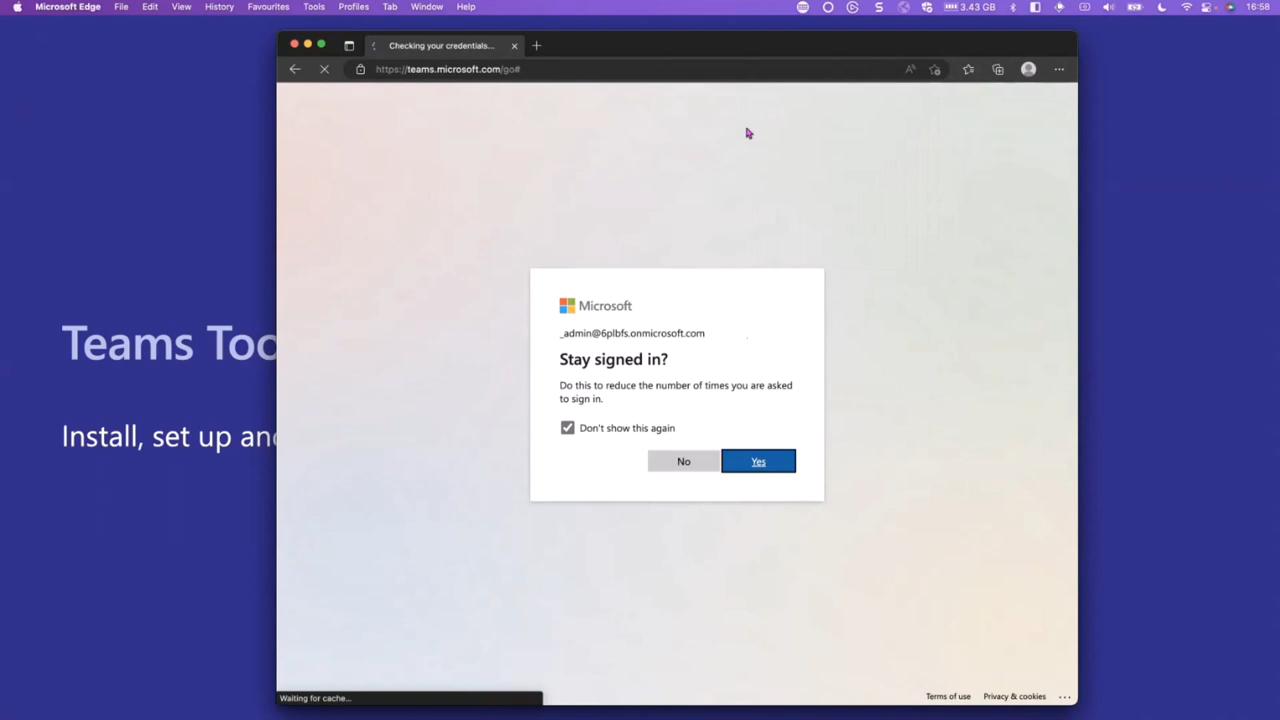 Microsoft Edge File Edit View History Favourites Tools Profiles Tab Window Help 3.43 GB 16:58
Checking your credentials...
https://teams.microsoft.com/go#
Teams Too
Install, set up and
Microsoft
_admin@6plbfs.onmicrosoft.com
Stay signed in?
Do this to reduce the number of times you are asked
to sign in.
Don't show this again
No Yes
Waiting for cache...
Terms of use Privacy & cookies